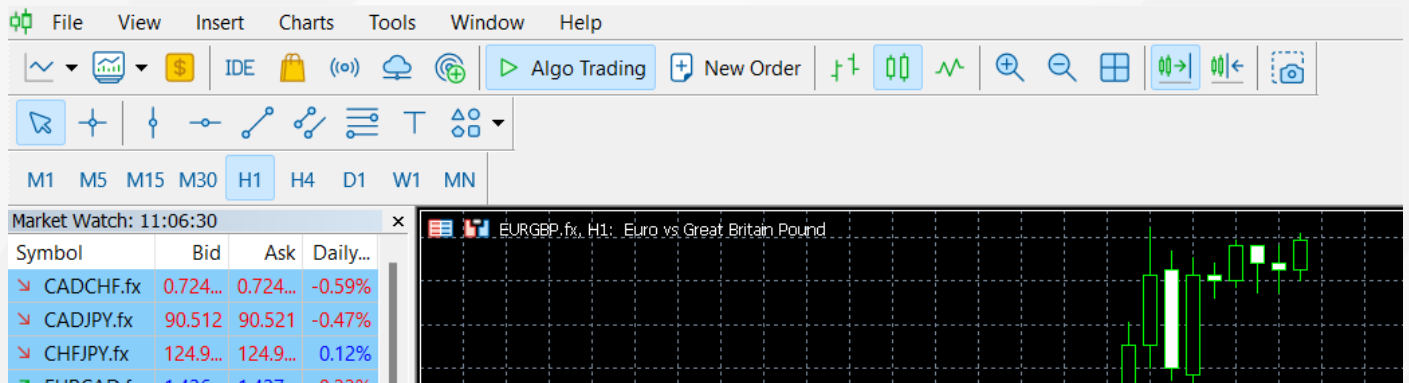 File View Insert Charts Tools Window Help
$ IDE Algo Trading New Order
T
M1 M5 M15 M30 H1 H4 D1 W1 MN
Market Watch: 11:06:30
EURGBP.fx, H1: Euro vs Great Britain Pound
Symbol Bid Ask Daily...
CADCHF.fx 0.724... 0.724... -0.59%
CADJPY.fx 90.512 90.521 -0.47%
CHFJPY.fx 124.9... 124.9... 0.12%